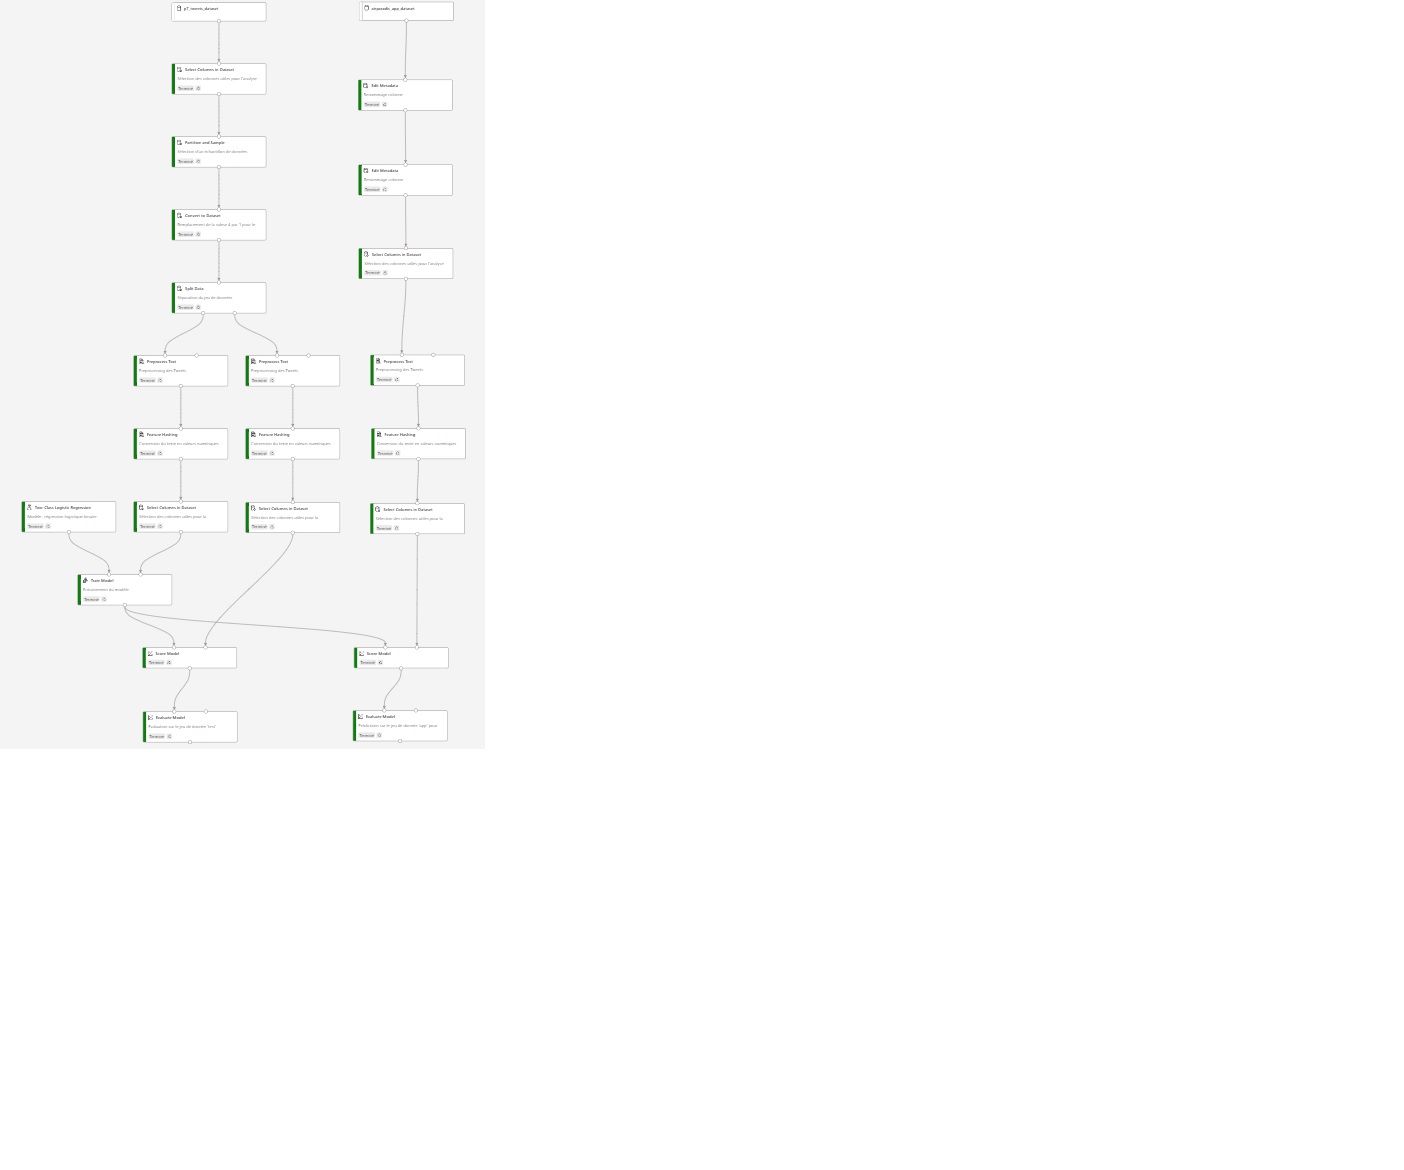 p7_tweets_dataset
Select Columns in Dataset
Sélection des colonnes utiles pour l'analyse
Terminé
Partition and Sample
Sélection d'un échantillon de données
Terminé
Convert to Dataset
Remplacement de la valeur 4 par 1 pour le
Terminé
Split Data
Séparation du jeu de données
Terminé
Preprocess Text
Preprocessing des Tweets
Terminé
Feature Hashing
Conversion du texte en valeurs numériques
Terminé
Select Columns in Dataset
Sélection des colonnes utiles pour la
Terminé
Preprocess Text
Preprocessing des Tweets
Terminé
Feature Hashing
Conversion du texte en valeurs numériques
Terminé
Select Columns in Dataset
Sélection des colonnes utiles pour la
Terminé
Two-Class Logistic Regression
Modèle : régression logistique binaire
Terminé
Train Model
Entrainement du modèle
Terminé
Score Model
Terminé
Evaluate Model
Evaluation sur le jeu de donnée 'test'
Terminé
airparadis_app_dataset
Edit Metadata
Renommage colonne
Terminé
Edit Metadata
Renommage colonne
Terminé
Select Columns in Dataset
Sélection des colonnes utiles pour l'analyse
Terminé
Preprocess Text
Preprocessing des Tweets
Terminé
Feature Hashing
Conversion du texte en valeurs numériques
Terminé
Select Columns in Dataset
Sélection des colonnes utiles pour la
Terminé
Score Model
Terminé
Evaluate Model
Prédictions sur le jeu de donnée 'app' pour
Terminé